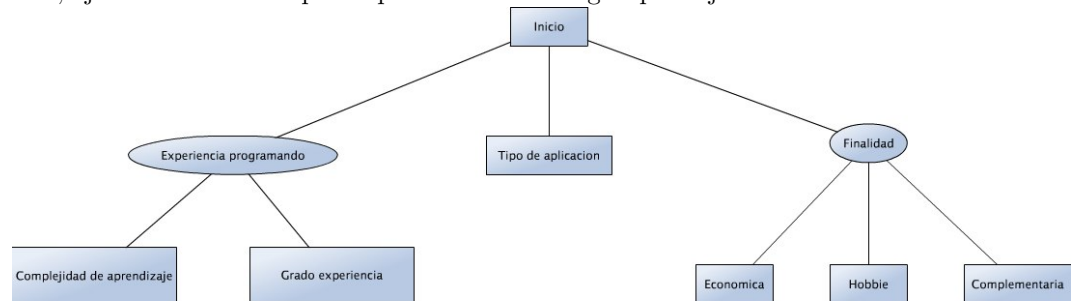 Inicio
Experiencia programando
Tipo de aplicacion
Finalidad
Complejidad de aprendizaje
Grado experiencia
Economica
Hobbie
Complementaria